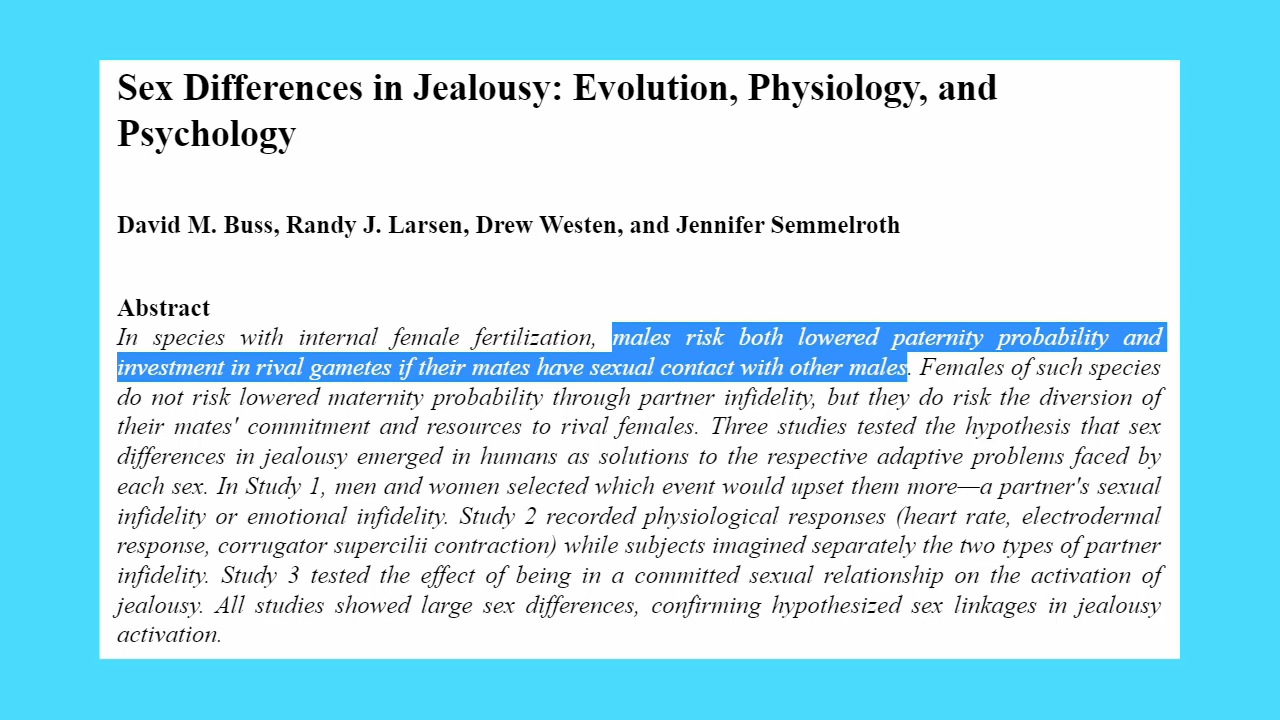 Sex Differences in Jealousy: Evolution, Physiology, and
Psychology
David M. Buss, Randy J. Larsen, Drew Westen, and Jennifer Semmelroth
Abstract
In species with internal female fertilization, males risk both lowered paternity probability and
investment in rival gametes if their mates have sexual contact with other males. Females of such species
do not risk lowered maternity probability through partner infidelity, but they do risk the diversion of
their mates' commitment and resources to rival females. Three studies tested the hypothesis that sex
differences in jealousy emerged in humans as solutions to the respective adaptive problems faced by
each sex. In Study 1, men and women selected which event would upset them more—a partner's sexual
infidelity or emotional infidelity. Study 2 recorded physiological responses (heart rate, electrodermal
response, corrugator supercilii contraction) while subjects imagined separately the two types of partner
infidelity. Study 3 tested the effect of being in a committed sexual relationship on the activation of
jealousy. All studies showed large sex differences, confirming hypothesized sex linkages in jealousy
activation.